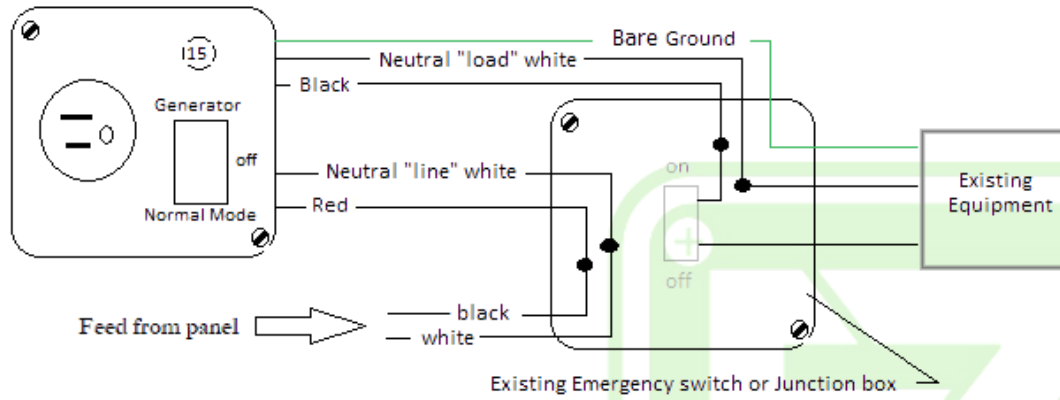 I15
Generator
off
Normal Mode
Bare Ground
Neutral "load" white
Black
Neutral "line" white
Red
on
off
Existing
Equipment
Feed from panel
black
white
Existing Emergency switch or Junction box